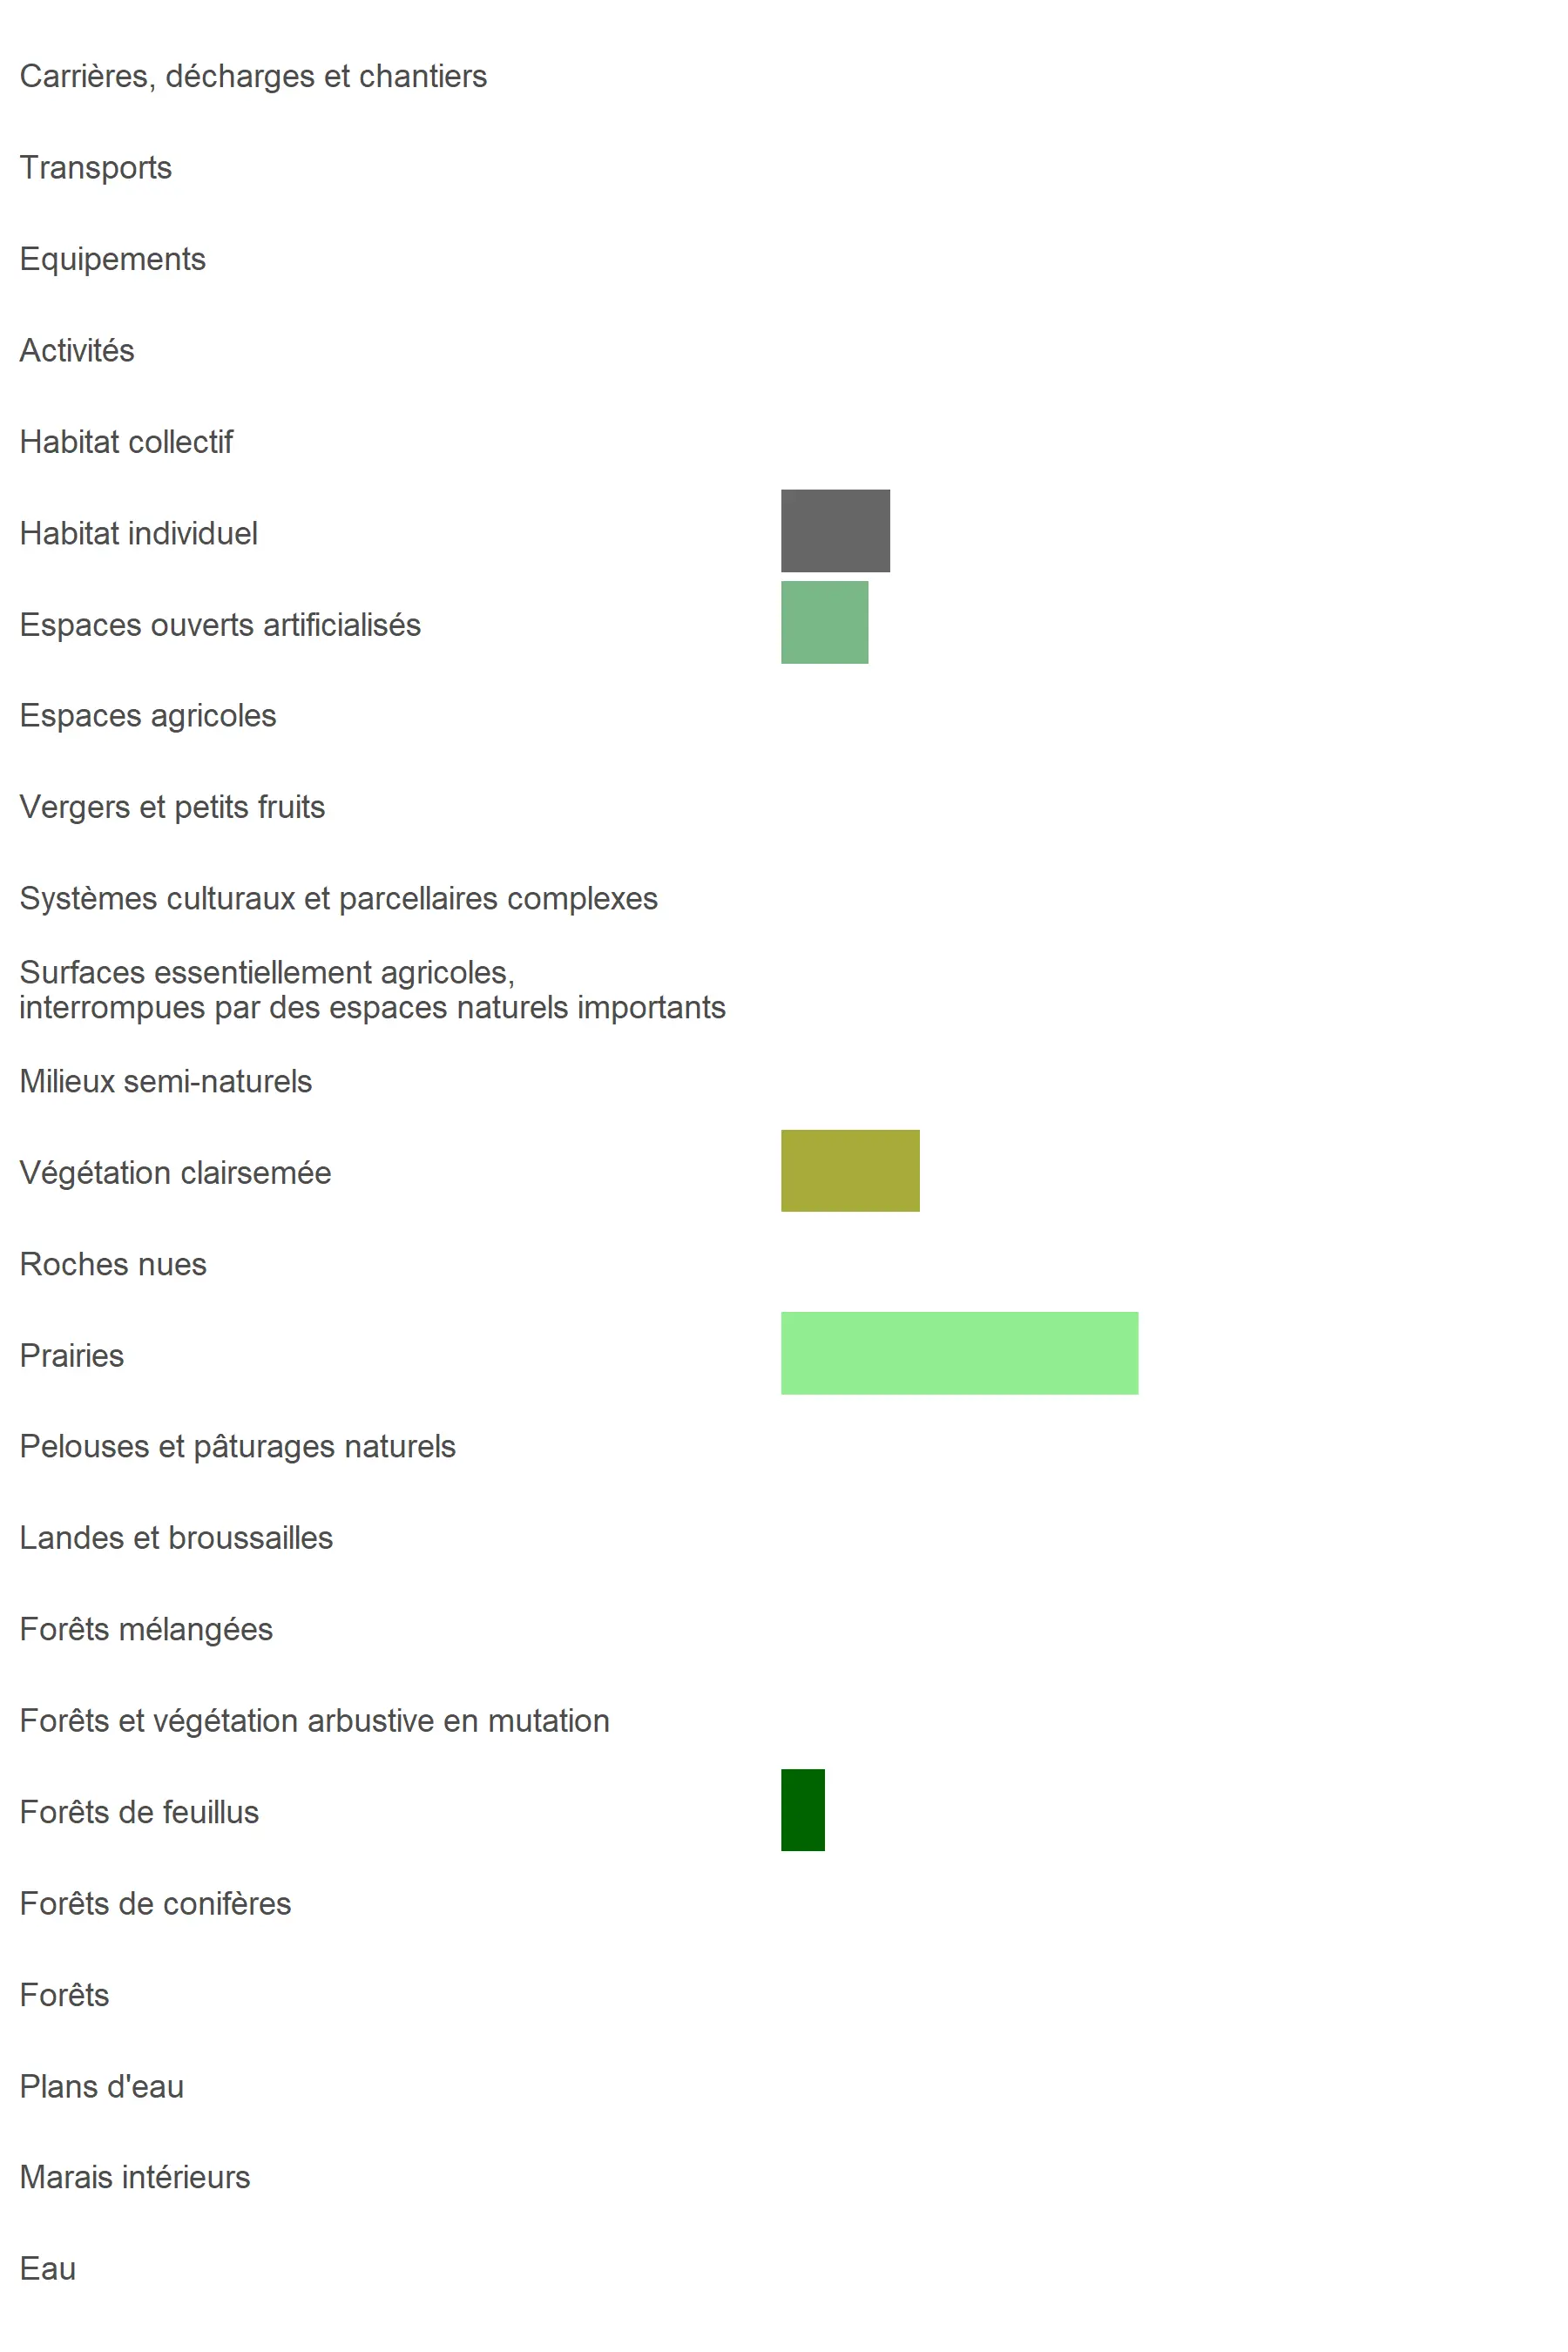 Carrières, décharges et chantiers
Transports
Equipements
Activités
Habitat collectif
Habitat individuel
Espaces ouverts artificialisés
Espaces agricoles
Vergers et petits fruits
Systèmes culturaux et parcellaires complexes
Surfaces essentiellement agricoles,
interrompues par des espaces naturels importants
Milieux semi-naturels
Végétation clairsemée
Roches nues
Prairies
Pelouses et pâturages naturels
Landes et broussailles
Forêts mélangées
Forêts et végétation arbustive en mutation
Forêts de feuillus
Forêts de conifères
Forêts
Plans d'eau
Marais intérieurs
Eau